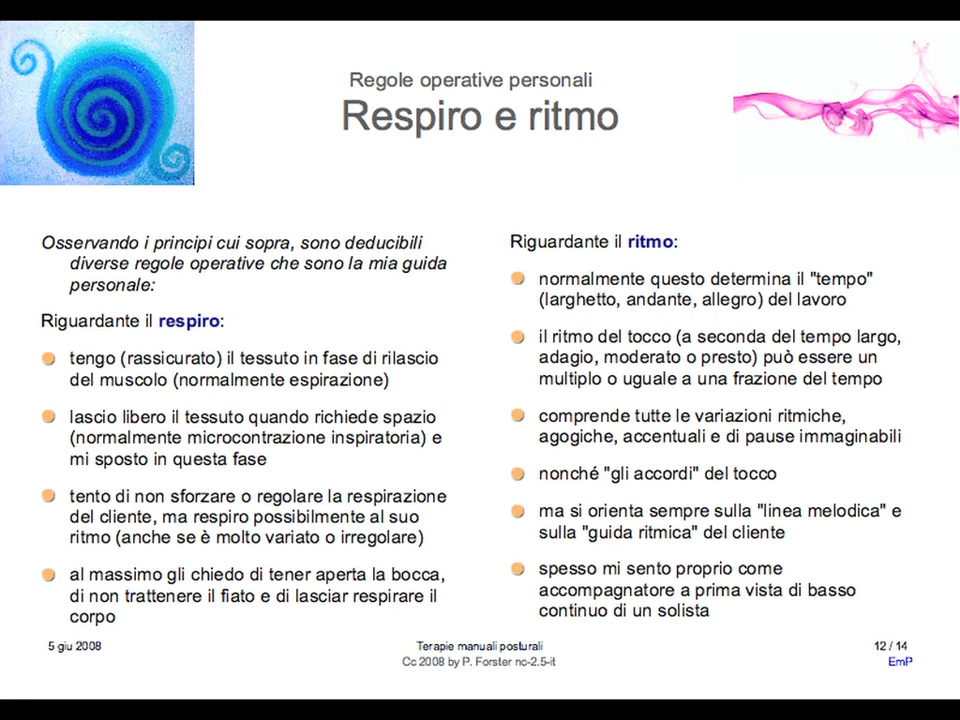 Regole operative personali
Respiro e ritmo
Osservando i principi cui sopra, sono deducibili
diverse regole operative che sono la mia guida
personale:
Riguardante il respiro:
tengo (rassicurato) il tessuto in fase di rilascio
del muscolo (normalmente espirazione)
lascio libero il tessuto quando richiede spazio
(normalmente microcontrazione inspiratoria) e
mi sposto in questa fase
tento di non sforzare o regolare la respirazione
del cliente, ma respiro possibilmente al suo
ritmo (anche se è molto variato o irregolare)
al massimo gli chiedo di tener aperta la bocca,
di non trattenere il fiato e di lasciar respirare il
corpo
Riguardante il ritmo:
normalmente questo determina il "tempo"
(larghetto, andante, allegro) del lavoro
il ritmo del tocco (a seconda del tempo largo,
adagio, moderato o presto) può essere un
multiplo o uguale a una frazione del tempo
comprende tutte le variazioni ritmiche,
agogiche, accentuali e di pause immaginabili
nonché "gli accordi" del tocco
ma si orienta sempre sulla "linea melodica" e
sulla "guida ritmica" del cliente
spesso mi sento proprio come
accompagnatore a prima vista di basso
continuo di un solista
5 giu 2008
Terapie manuali posturali
Cc 2008 by P. Forster nc-2.5-it
12 / 14
EmP